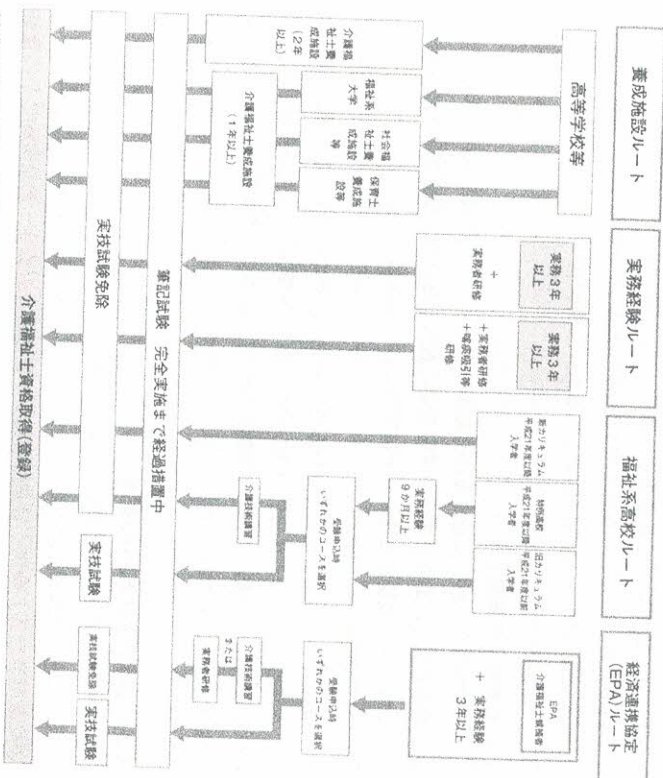 養成施設ルート
高等学校等
介護福
祉士養
成施設
(2年
以上)
福祉系
大学
社会福
祉士養
成施設
等
保育士
養成施
設等
介護福祉士養成施設
(1年以上)
実務経験ルート
実務3年
以上
+
実務者研修
実務3年
以上
+実務者研修
+喀痰吸引等
研修
福祉系高校ルート
新カリキュラム
平成21年度以降
入学者
特例高校
平成21年度以降
入学者
旧カリキュラム
平成21年度以前
入学者
実務経験
9か月以上
受験申込時
いずれかのコースを選択
介護技術講習
経済連携協定
(EPA)ルート
EPA
介護福祉士候補者
+ 実務経験
3年以上
受験申込時
いずれかのコースを選択
介護技術講習
または
実務者研修
筆記試験 完全実施まで経過措置中
実技試験免除
実技試験
実技試験免除
実技試験
介護福祉士資格取得(登録)